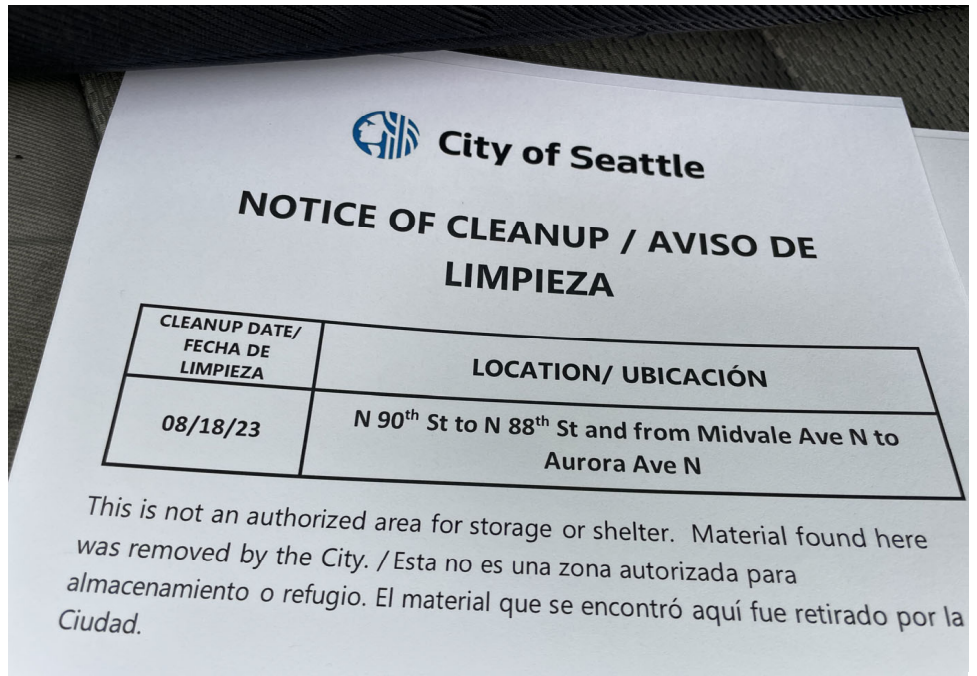 City of Seattle
NOTICE OF CLEANUP / AVISO DE
LIMPIEZA
CLEANUP DATE/
FECHA DE
LIMPIEZA
LOCATION/ UBICACIÓN
08/18/23
N 90th St to N 88th St and from Midvale Ave N to
Aurora Ave N
This is not an authorized area for storage or shelter.  Material found here
was removed by the City. / Esta no es una zona autorizada para
almacenamiento o refugio. El material que se encontró aquí fue retirado por la
Ciudad.